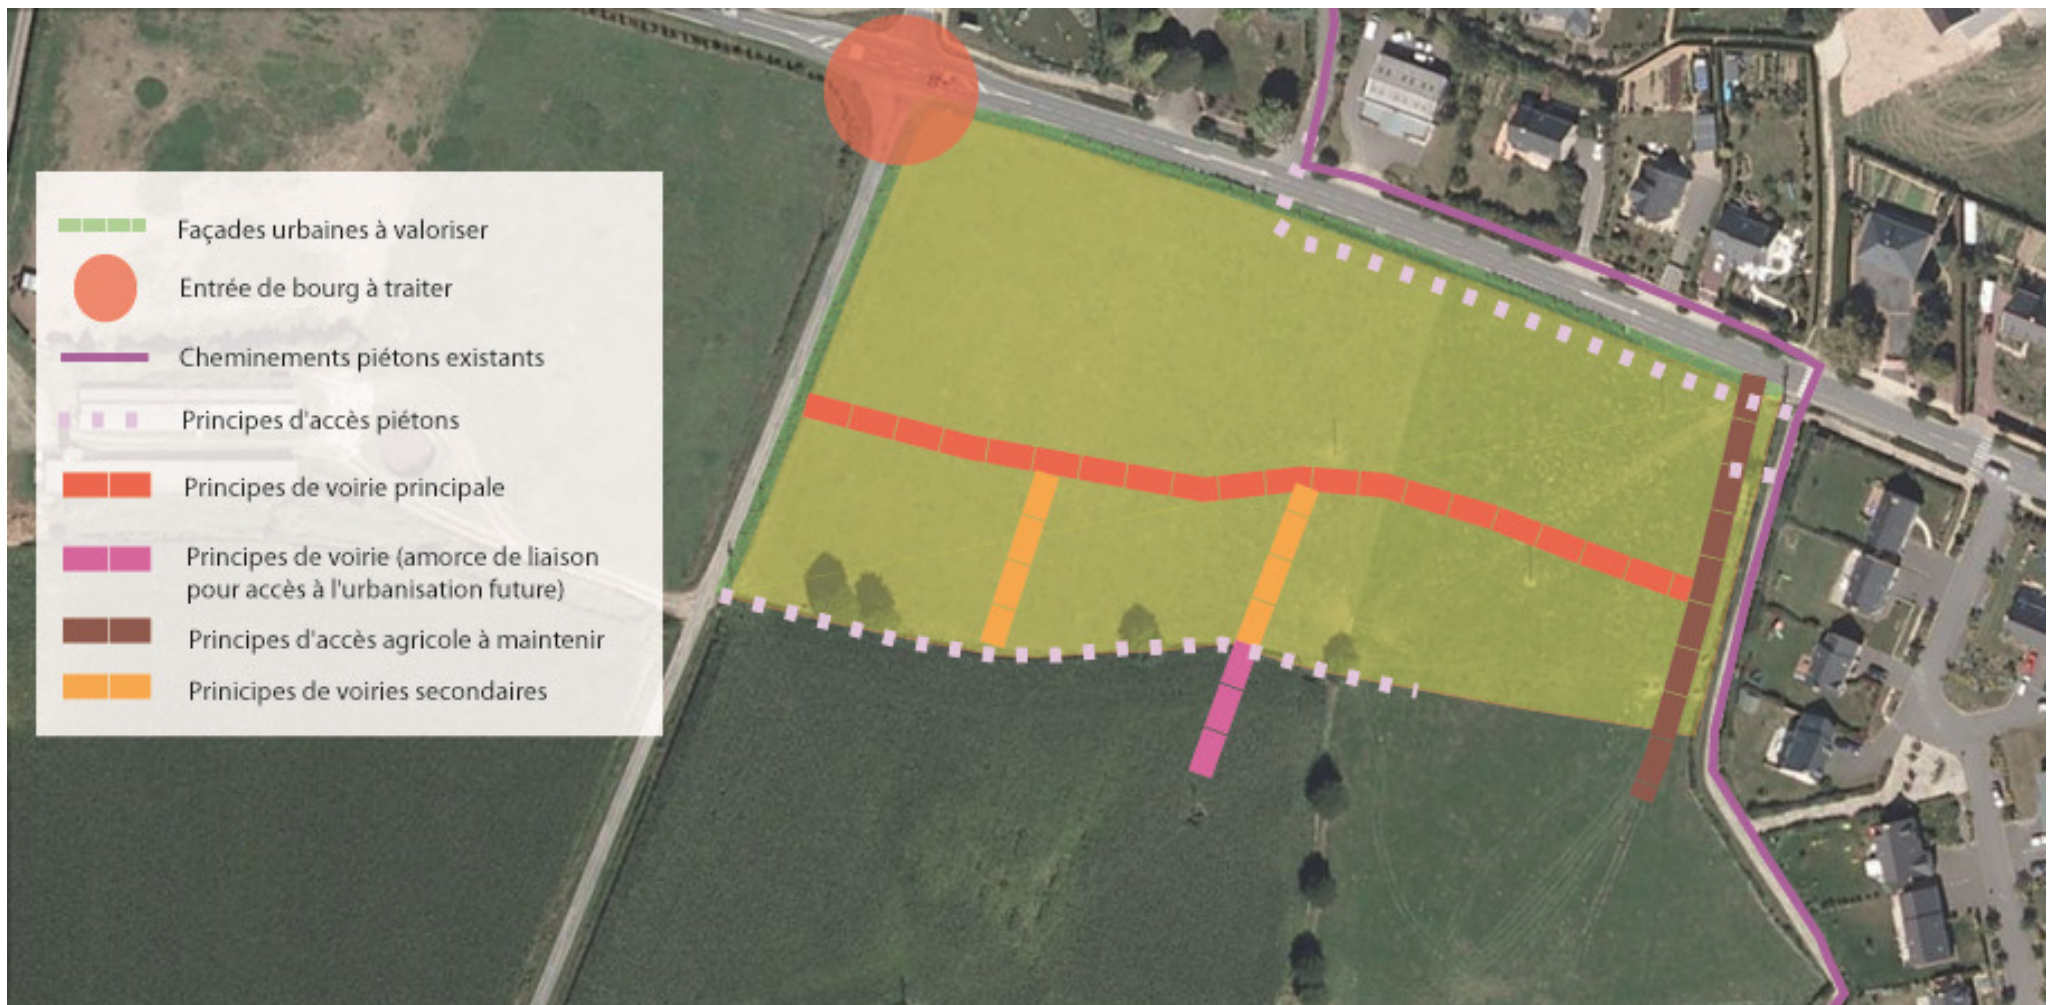 Façades urbaines à valoriser
Entrée de bourg à traiter
Cheminements piétons existants
Principes d'accès piétons
Principes de voirie principale
Principes de voirie (amorce de liaison
pour accès à l'urbanisation future)
Principes d'accès agricole à maintenir
Prinicipes de voiries secondaires